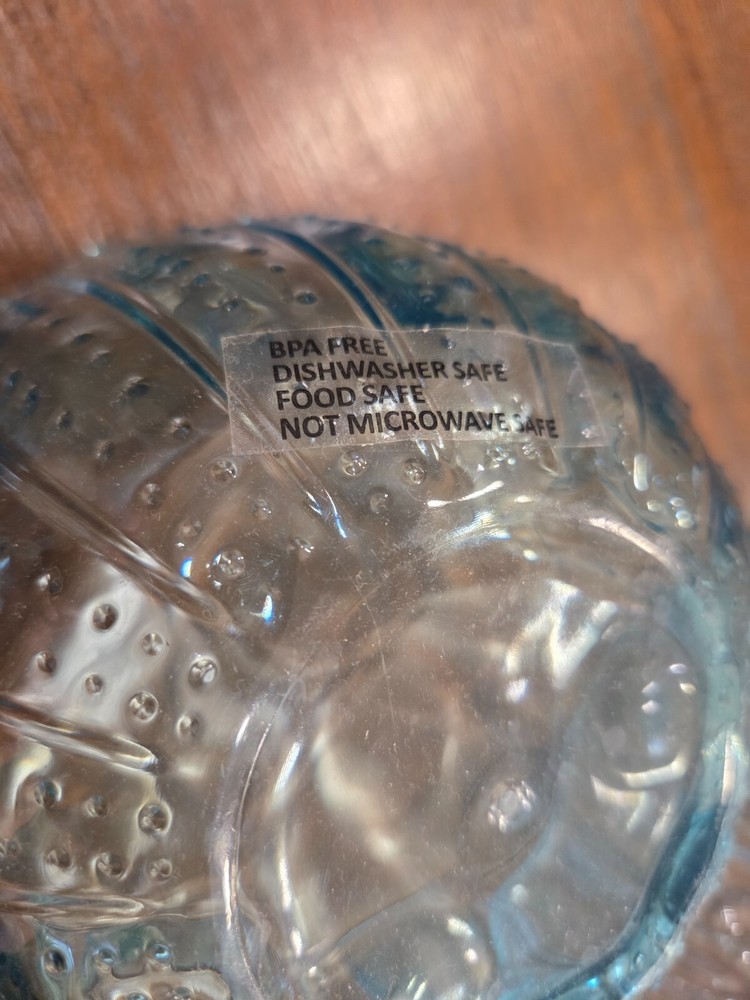 BPA FREE
DISHWASHER SAFE
FOOD SAFE
NOT MICROWAVE SAFE